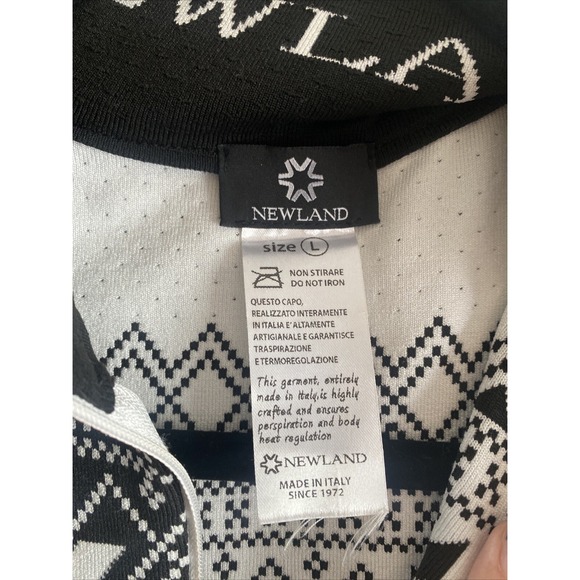 WLA
NEWLAND
size L
NON STIRARE
DO NOT IRON
QUESTO CAPO,
REALIZZATO INTERAMENTE
IN ITALIA E' ALTAMENTE
ARTIGIANALE E GARANTISCE
TRASPIRAZIONE
E TERMOREGOLAZIONE
This garment, entirely
made in Italy, is highly
crafted and ensures
perspiration and body
heat regulation
NEWLAND
MADE IN ITALY
SINCE 1972